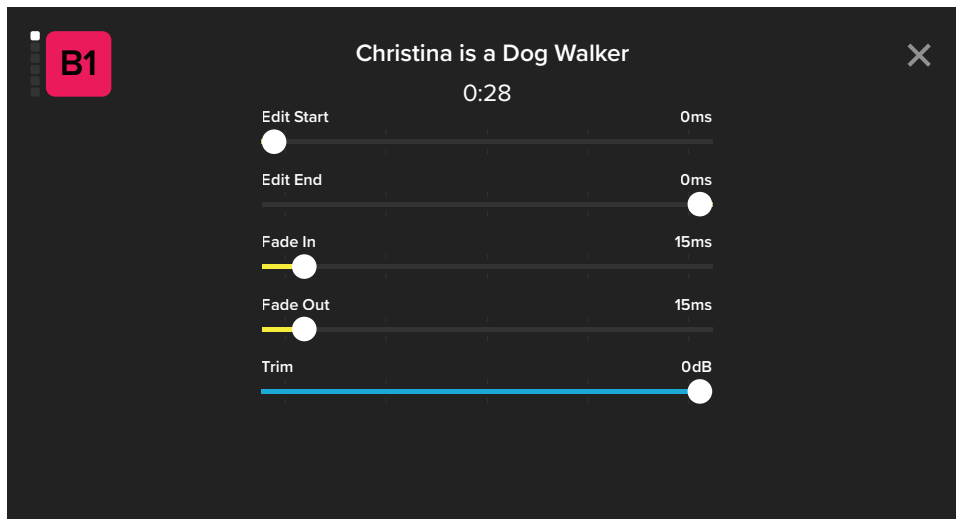 B1
Christina is a Dog Walker
0:28
Edit Start 0ms
Edit End 0ms
Fade In 15ms
Fade Out 15ms
Trim 0dB